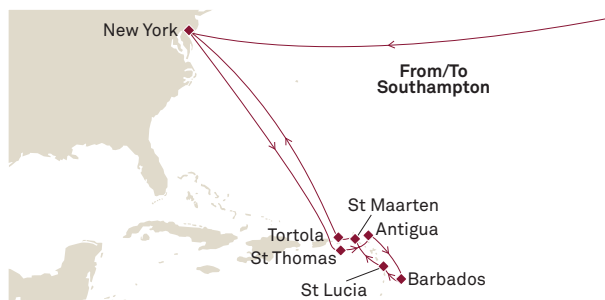 New York
From/To
Southampton
St Maarten
Tortola
Antigua
St Thomas
St Lucia
Barbados